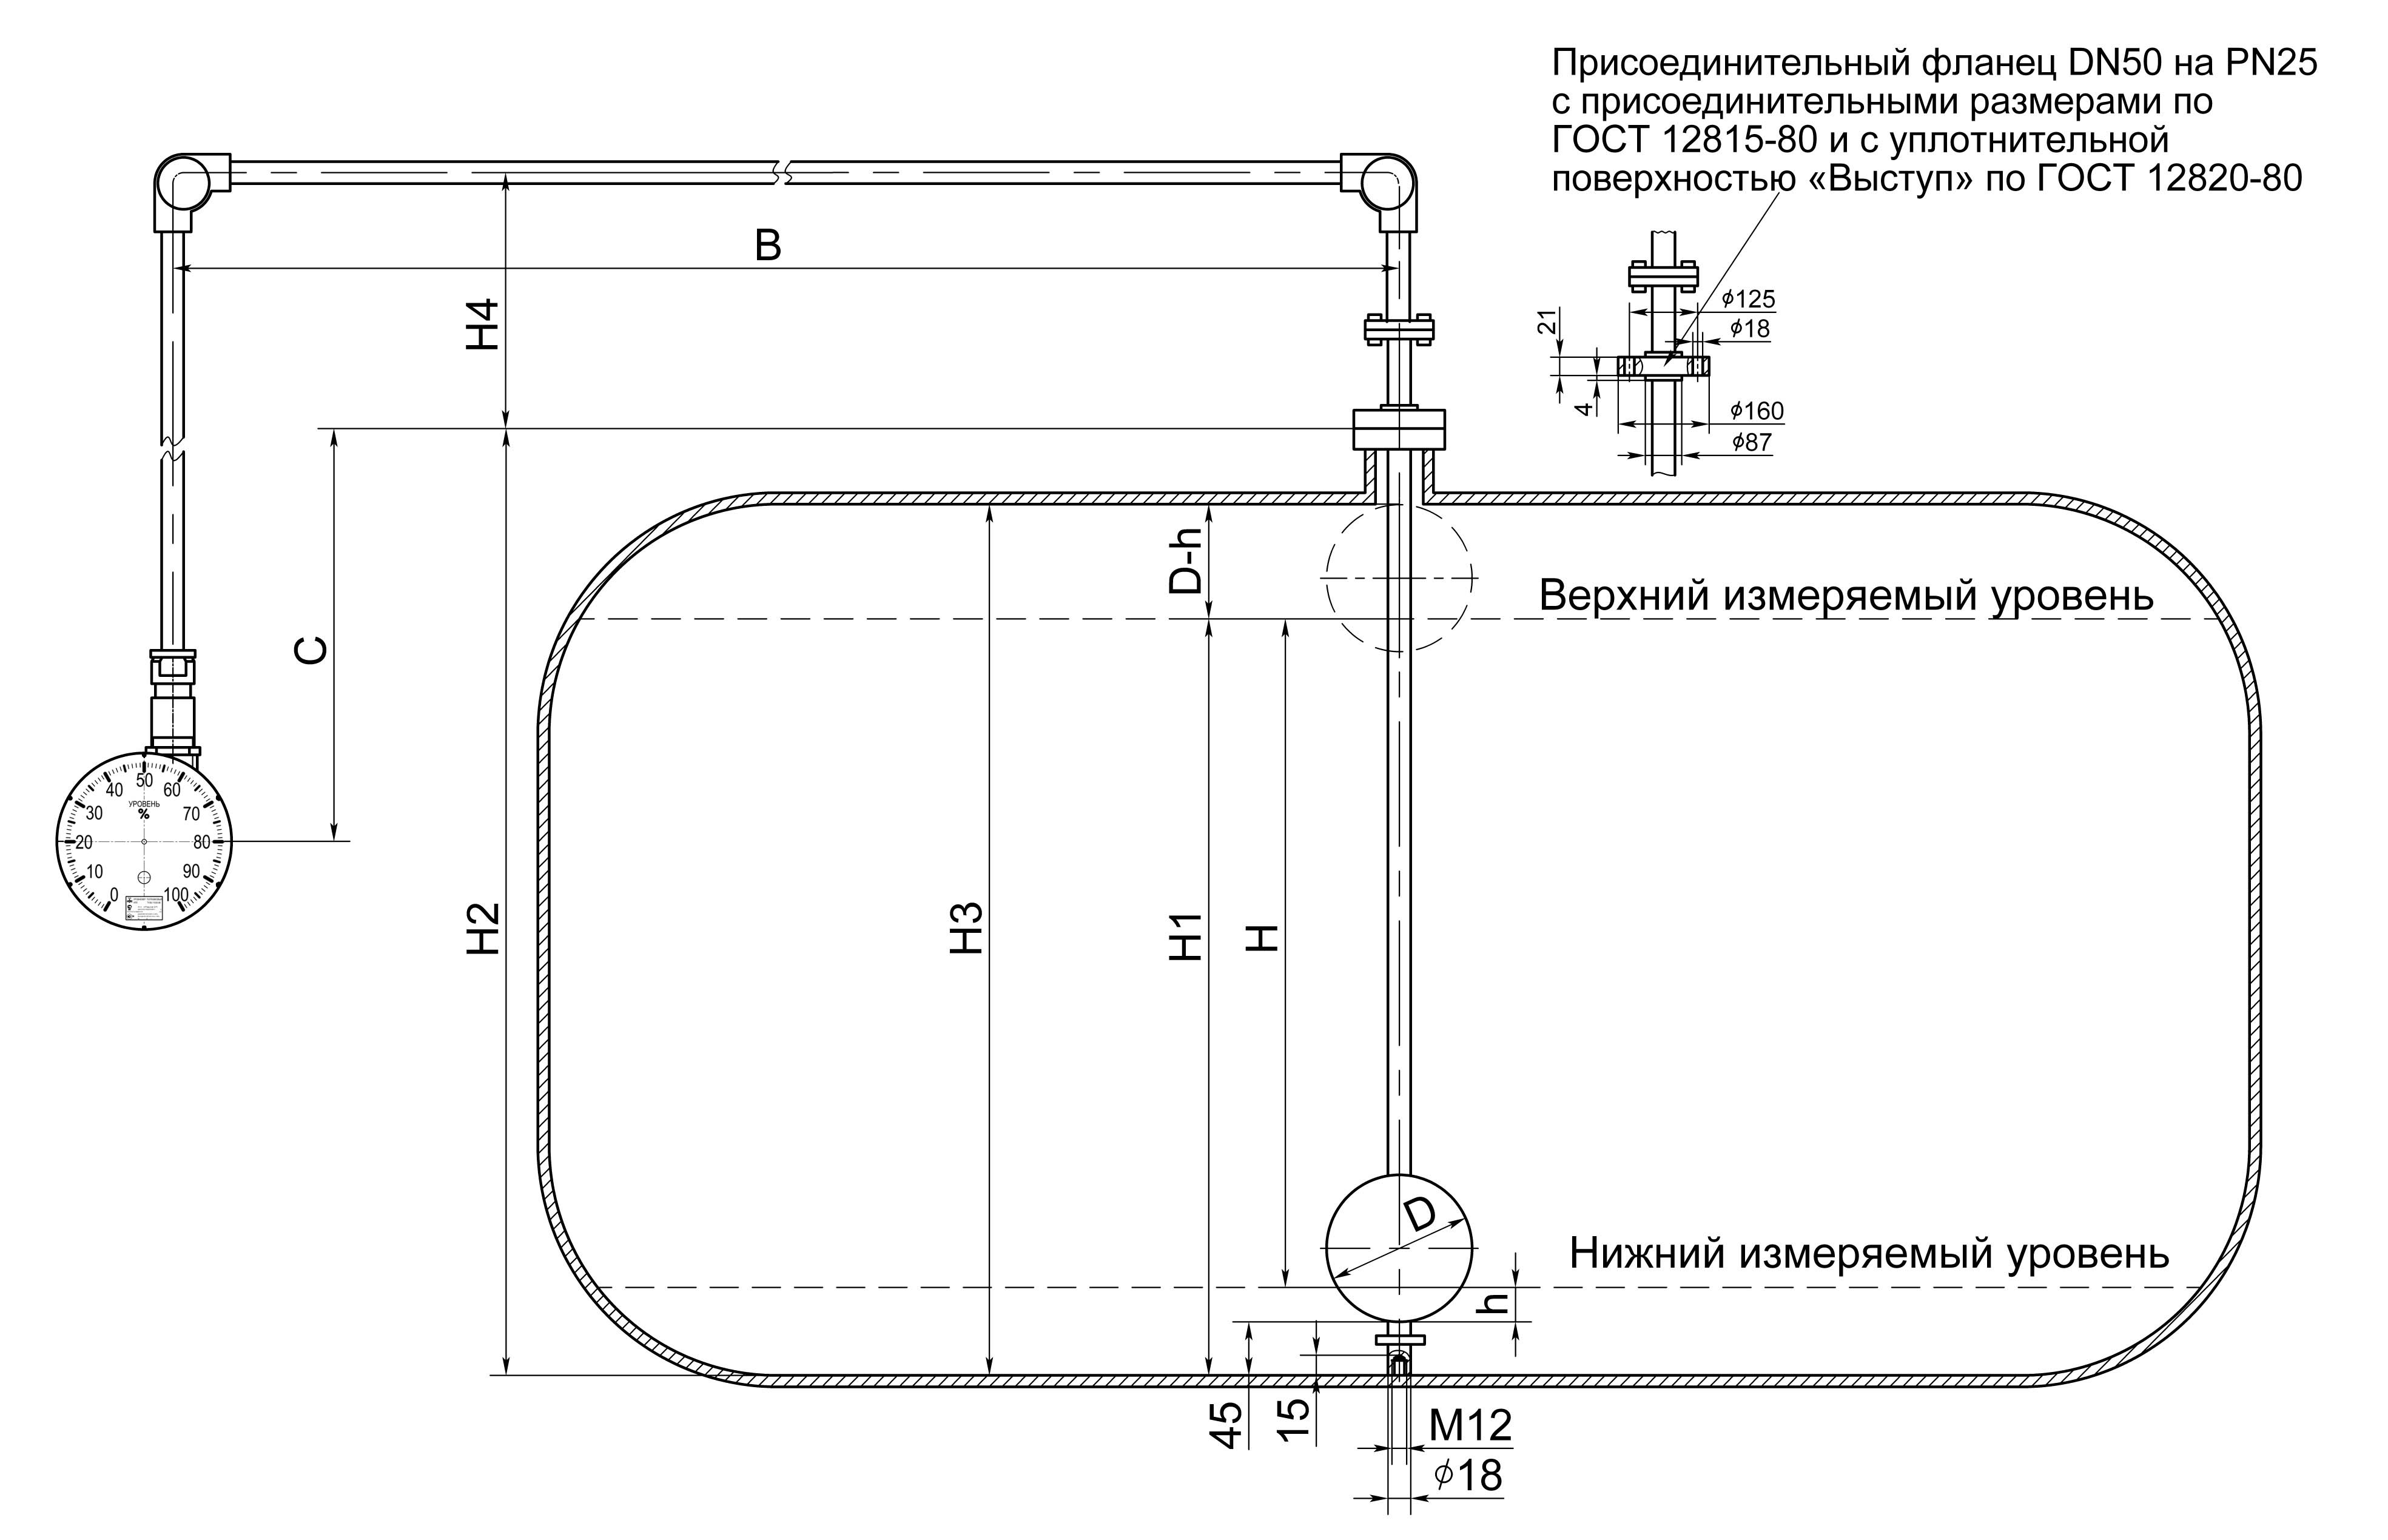 Присоединительный фланец DN50 на PN25
с присоединительными размерами по
ГОСТ 12815-80 и с уплотнительной
поверхностью «Выступ» по ГОСТ 12820-80
B
H4
21
ϕ125
ϕ18
4
ϕ160
ϕ87
C
D-h
Верхний измеряемый уровень
50
40
60
УРОВЕНЬ
%
30
70
20
80
10
90
0
100
H2
H3
H1
H
D
Нижний измеряемый уровень
h
45
15
M12
ϕ18